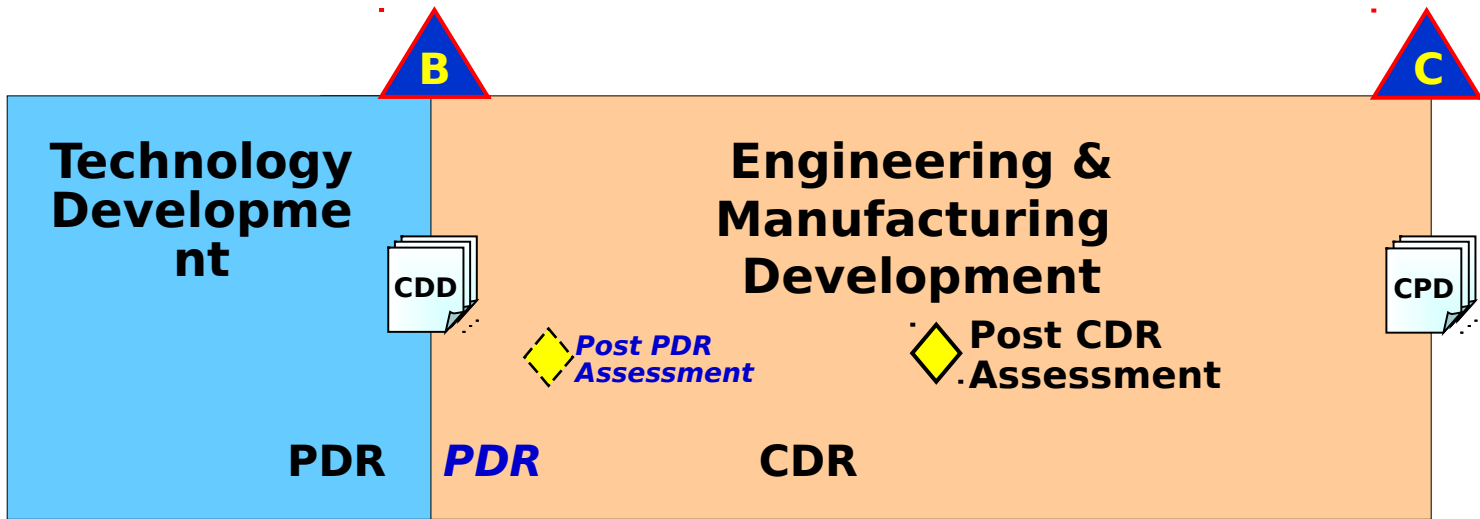 B
C
Technology
Developme
nt
Engineering &
Manufacturing
Development
CDD
CPD
Post PDR
Assessment
Post CDR
Assessment
PDR
PDR
CDR